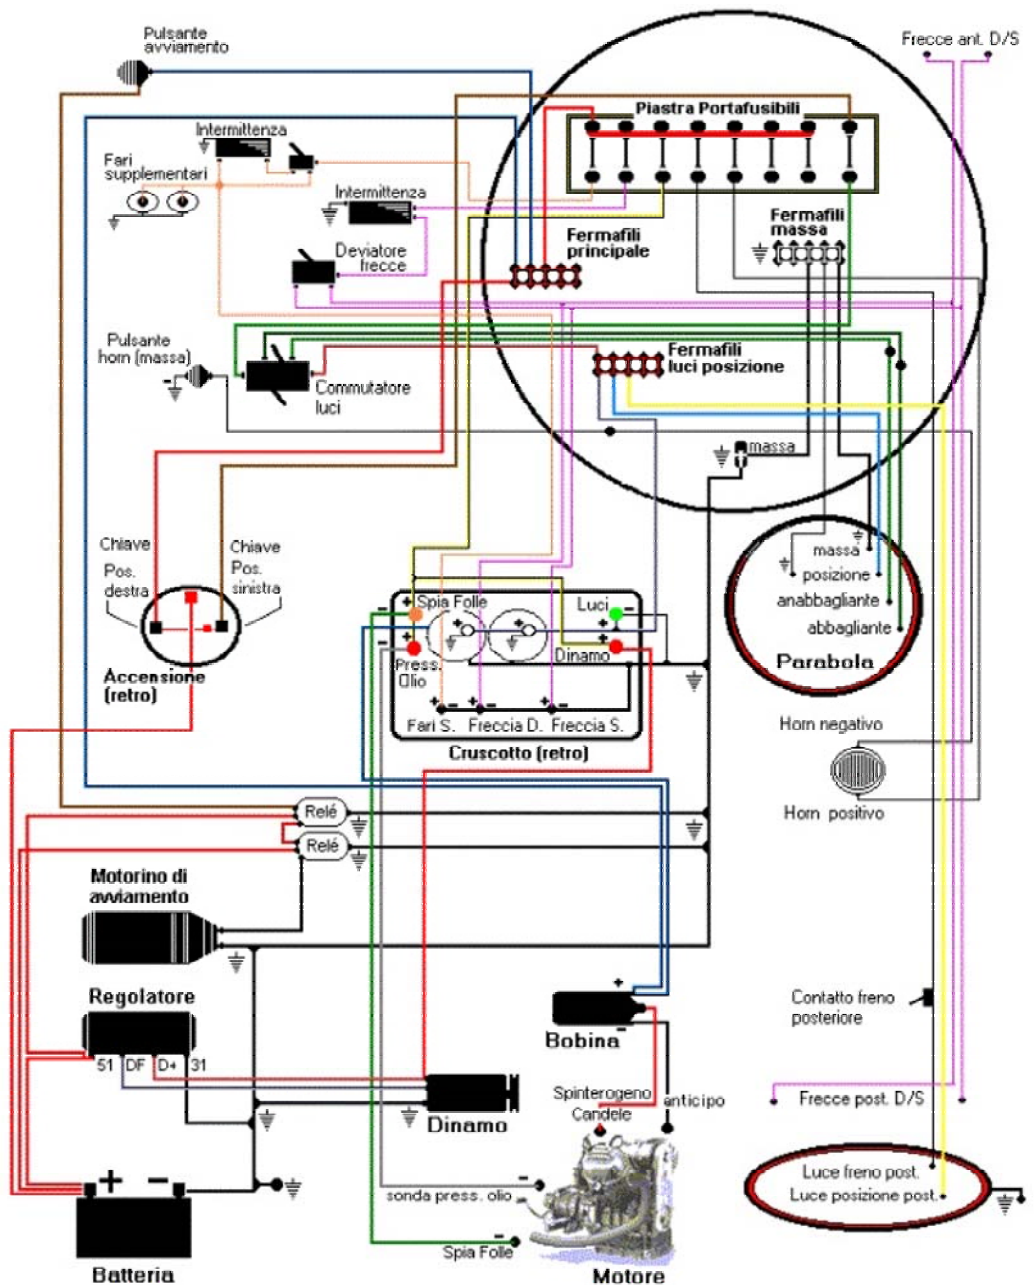 Pulsante
avviamento
Frecce ant. D/S
Piastra Portafusibili
Intermittenza
Fari
supplementari
Intermittenza
Fermafili
massa
Fermafili
principale
Deviatore
frecce
Pulsante
horn (massa)
Fermafili
luci posizione
Commutatore
luci
massa
Chiave
Pos.
destra
Chiave
Pos.
sinistra
massa
posizione
anabbagliante
abbagliante
Parabola
+ Spia Folle
Luci
Press.
Olio
Dinamo
Accensione
(retro)
Fari S. Freccia D. Freccia S.
Cruscotto (retro)
Horn negativo
Horn positivo
Relé
Relé
Motorino di
avviamento
Regolatore
51 DF D+ 31
Contatto freno
posteriore
Bobina
Spinterogeno
Candele
anticipo
Frecce post. D/S
Dinamo
Luce freno post.
Luce posizione post.
sonda press. olio
Spia Folle
+ -
Batteria
Motore